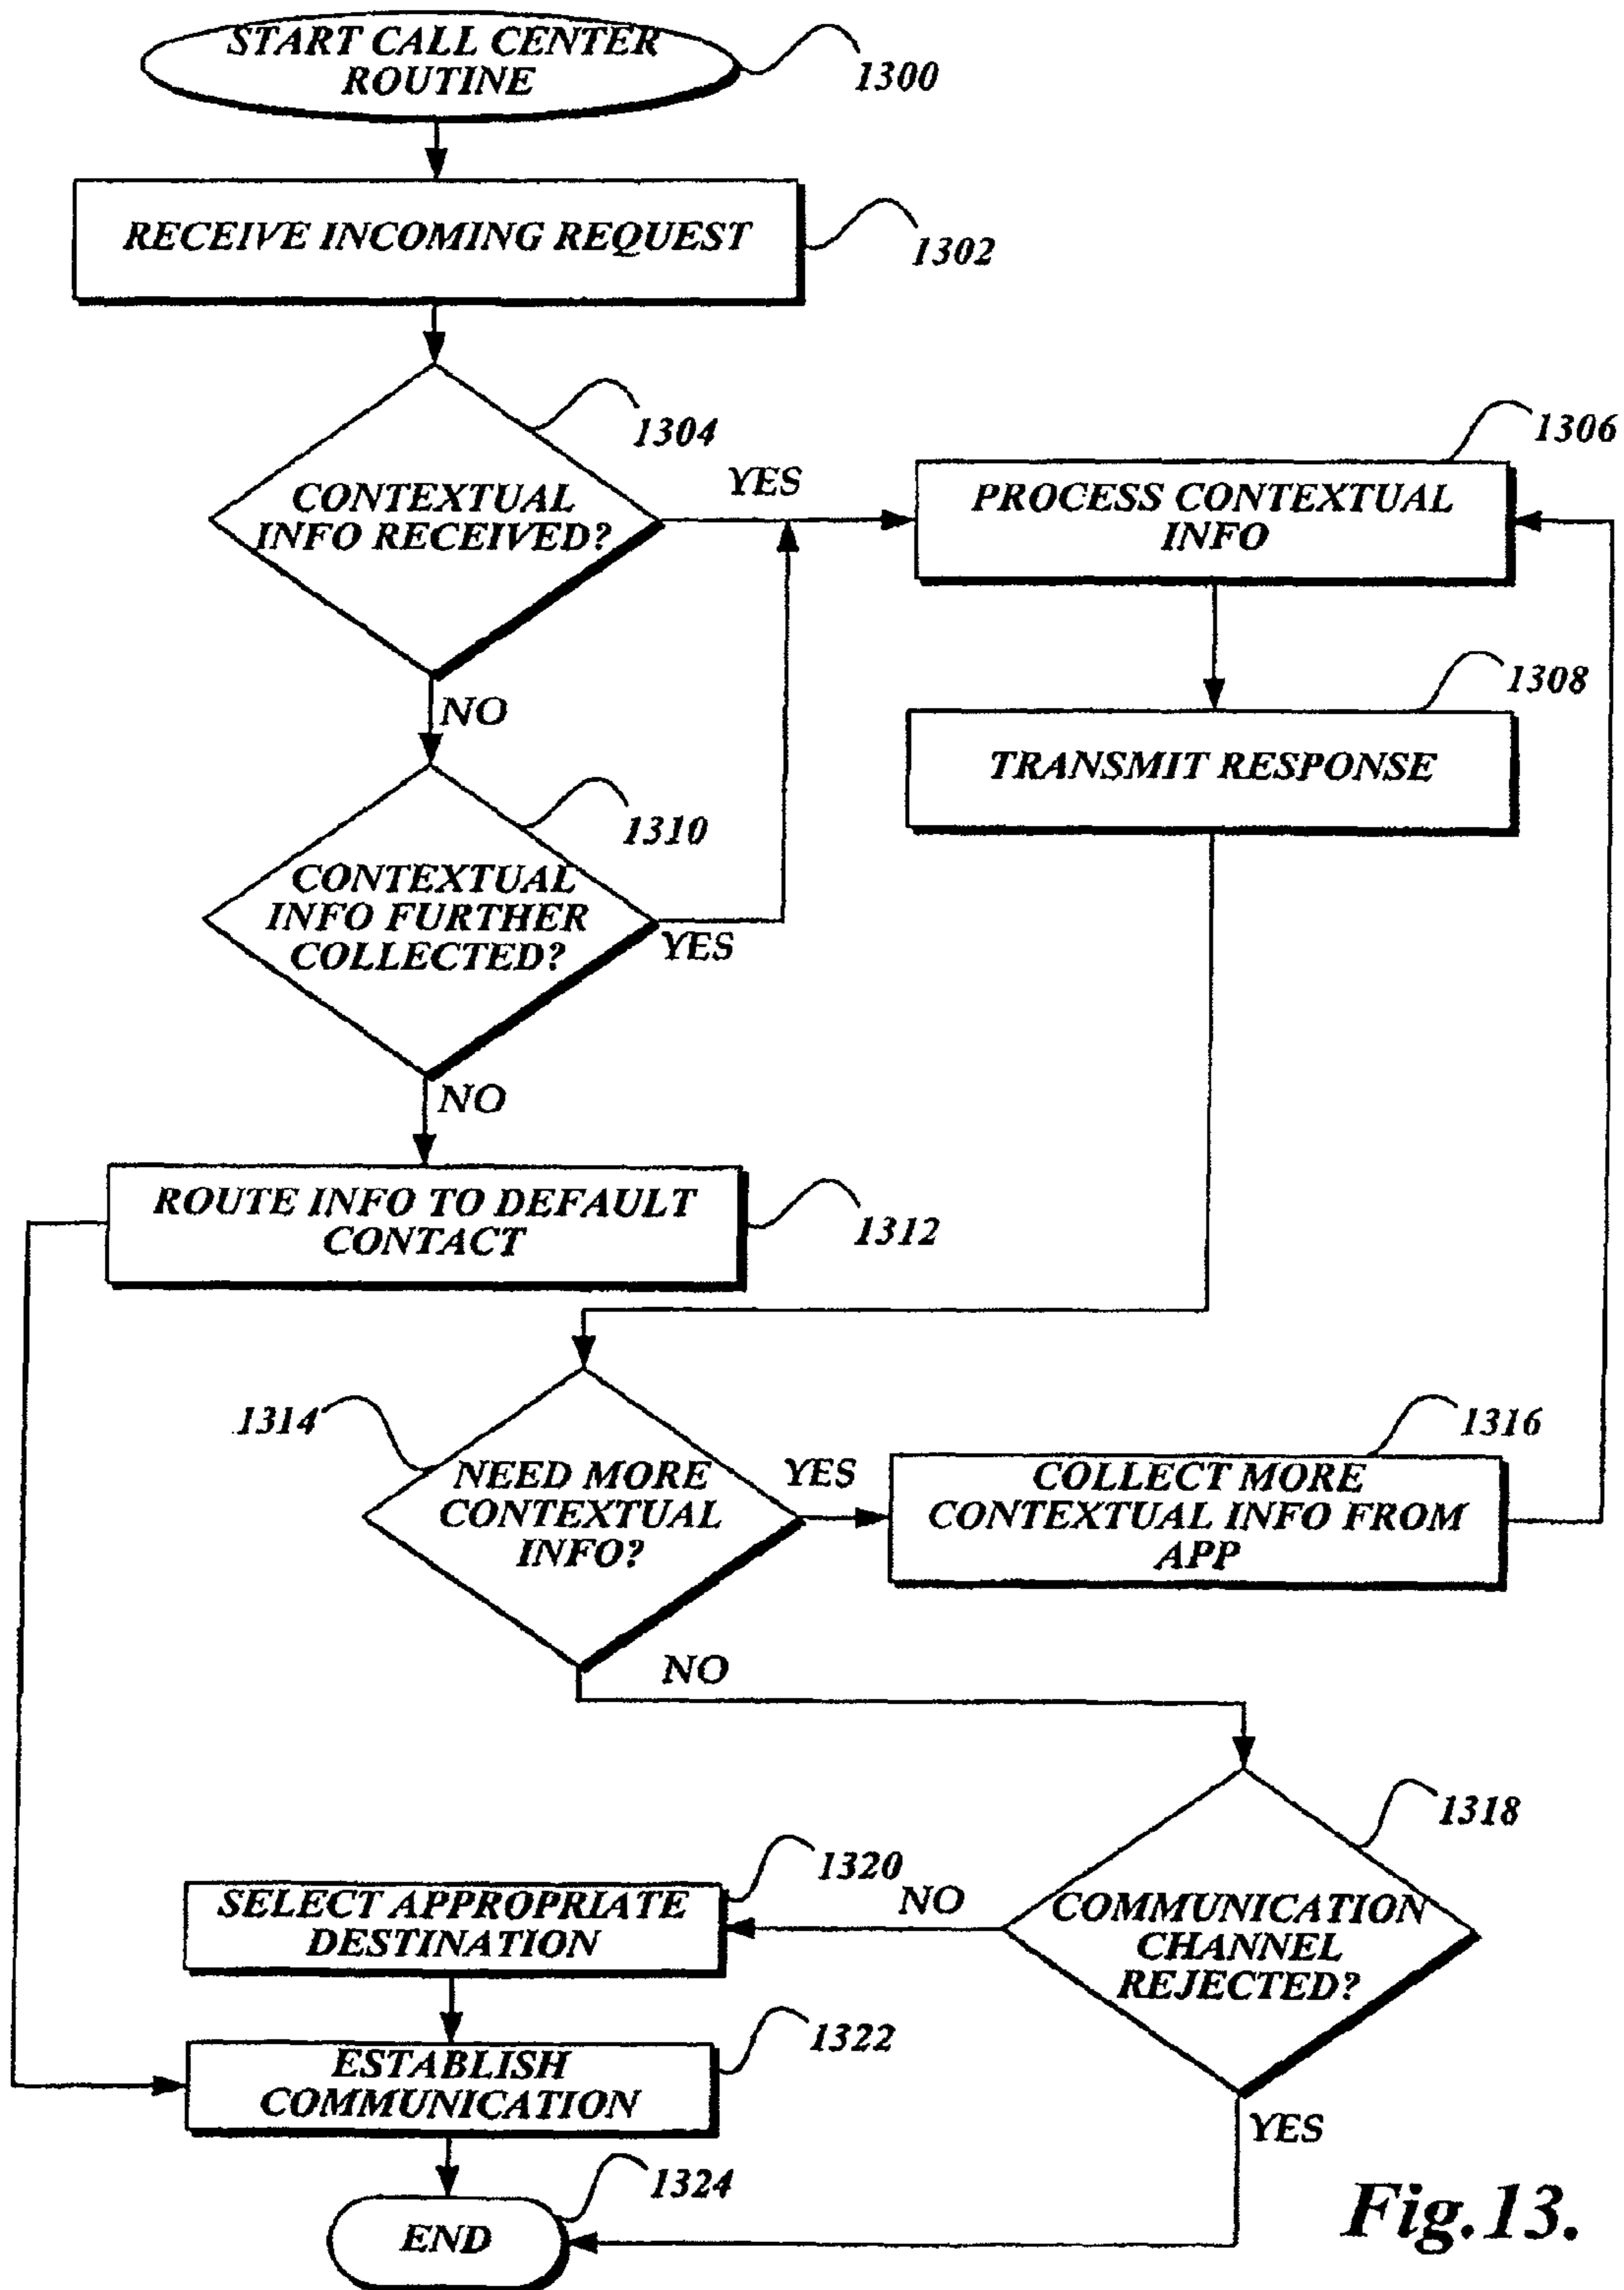 START CALL CENTER
ROUTINE
1300
RECEIVE INCOMING REQUEST
1302
1304
CONTEXTUAL
INFO RECEIVED?
YES
1306
PROCESS CONTEXTUAL
INFO
NO
1308
TRANSMIT RESPONSE
1310
CONTEXTUAL
INFO FURTHER
COLLECTED?
YES
NO
ROUTE INFO TO DEFAULT
CONTACT
1312
1314
NEED MORE
CONTEXTUAL
INFO?
YES
1316
COLLECT MORE
CONTEXTUAL INFO FROM
APP
NO
1318
COMMUNICATION
CHANNEL
REJECTED?
NO
1320
SELECT APPROPRIATE
DESTINATION
1322
ESTABLISH
COMMUNICATION
YES
1324
END
Fig.13.